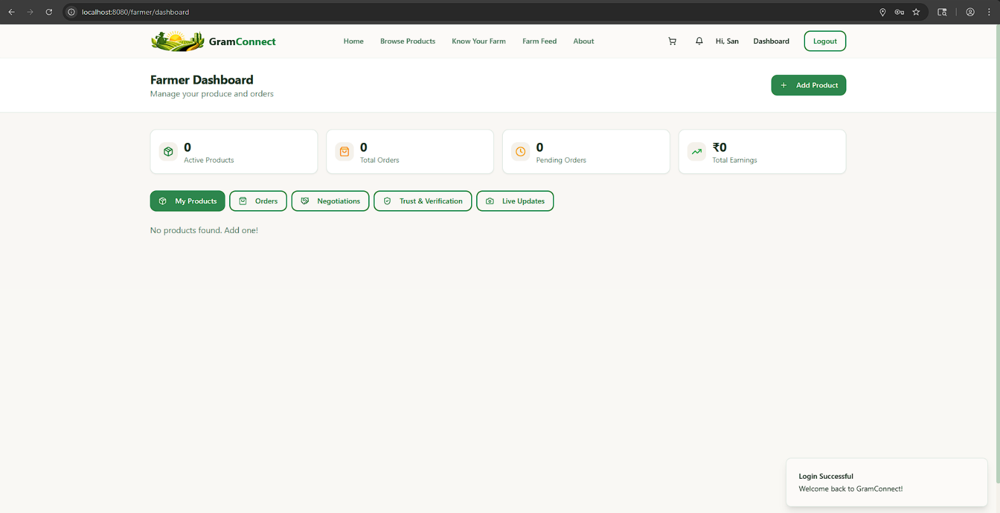 localhost:8080/farmer/dashboard
GramConnect
Home Browse Products Know Your Farm Farm Feed About Hi, San Dashboard Logout
Farmer Dashboard
Manage your produce and orders
+ Add Product
0
Active Products
0
Total Orders
0
Pending Orders
₹0
Total Earnings
My Products Orders Negotiations Trust & Verification Live Updates
No products found. Add one!
Login Successful
Welcome back to GramConnect!